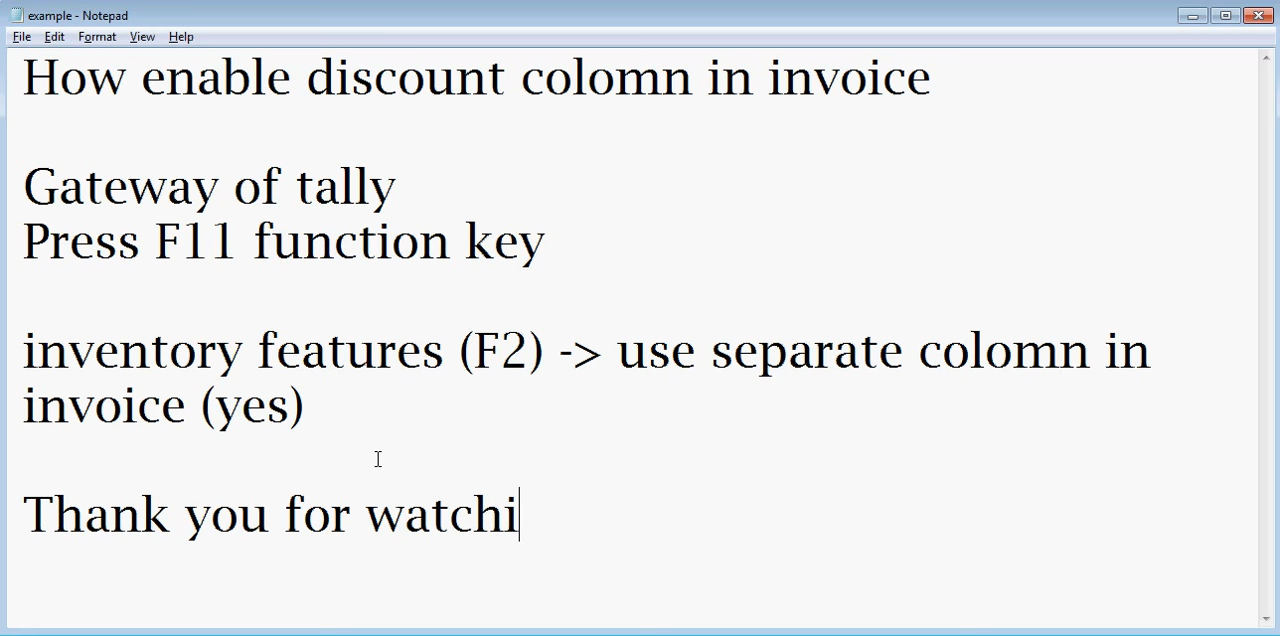 example - Notepad
File Edit Format View Help
How enable discount colomn in invoice
Gateway of tally
Press F11 function key
inventory features (F2) -> use separate colomn in
invoice (yes)
Thank you for watchi